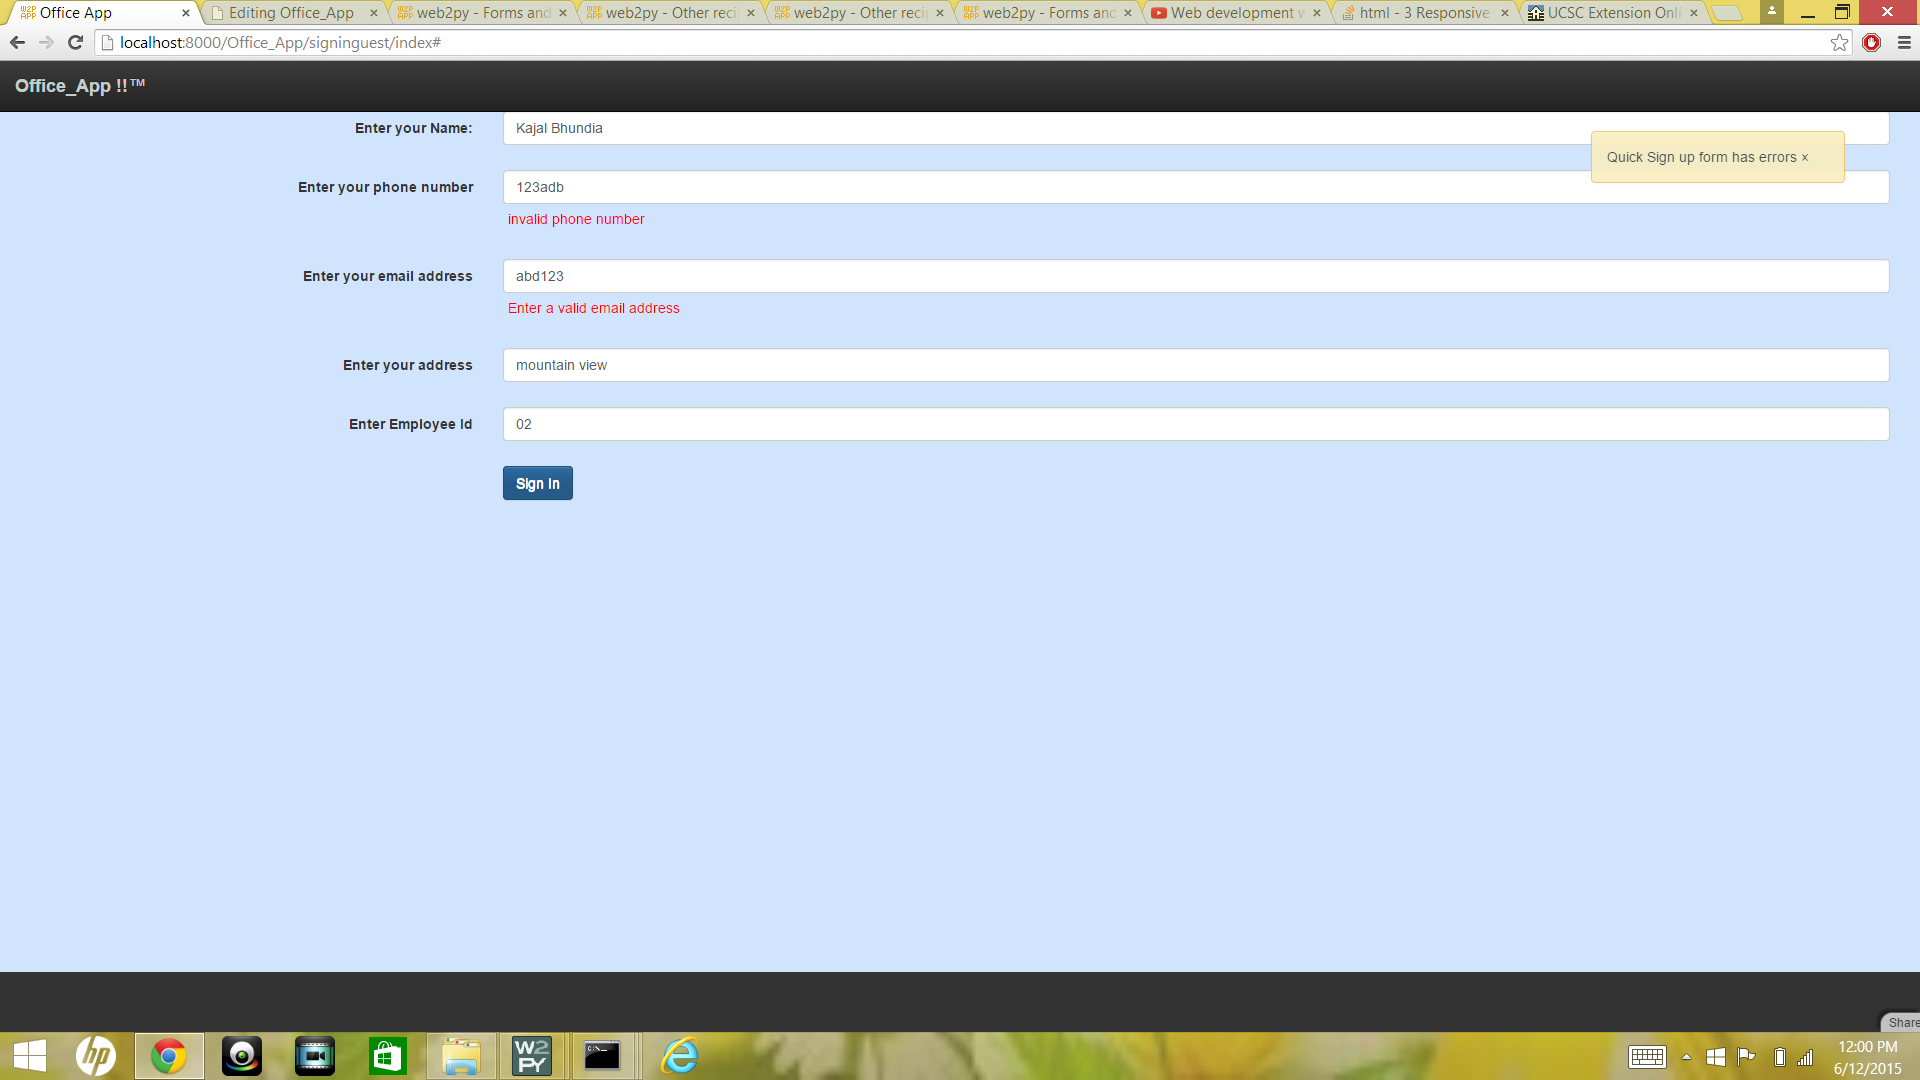 Office App
Editing Office_App
web2py - Forms and
web2py - Other reci
web2py - Other reci
web2py - Forms and
Web development w
html - 3 Responsive
UCSC Extension Onli
localhost:8000/Office_App/signinguest/index#
Office_App !!™
Enter your Name:
Kajal Bhundia
Quick Sign up form has errors ×
Enter your phone number
123adb
invalid phone number
Enter your email address
abd123
Enter a valid email address
Enter your address
mountain view
Enter Employee Id
02
Sign In
Share
hp
W2
PY
12:00 PM
6/12/2015